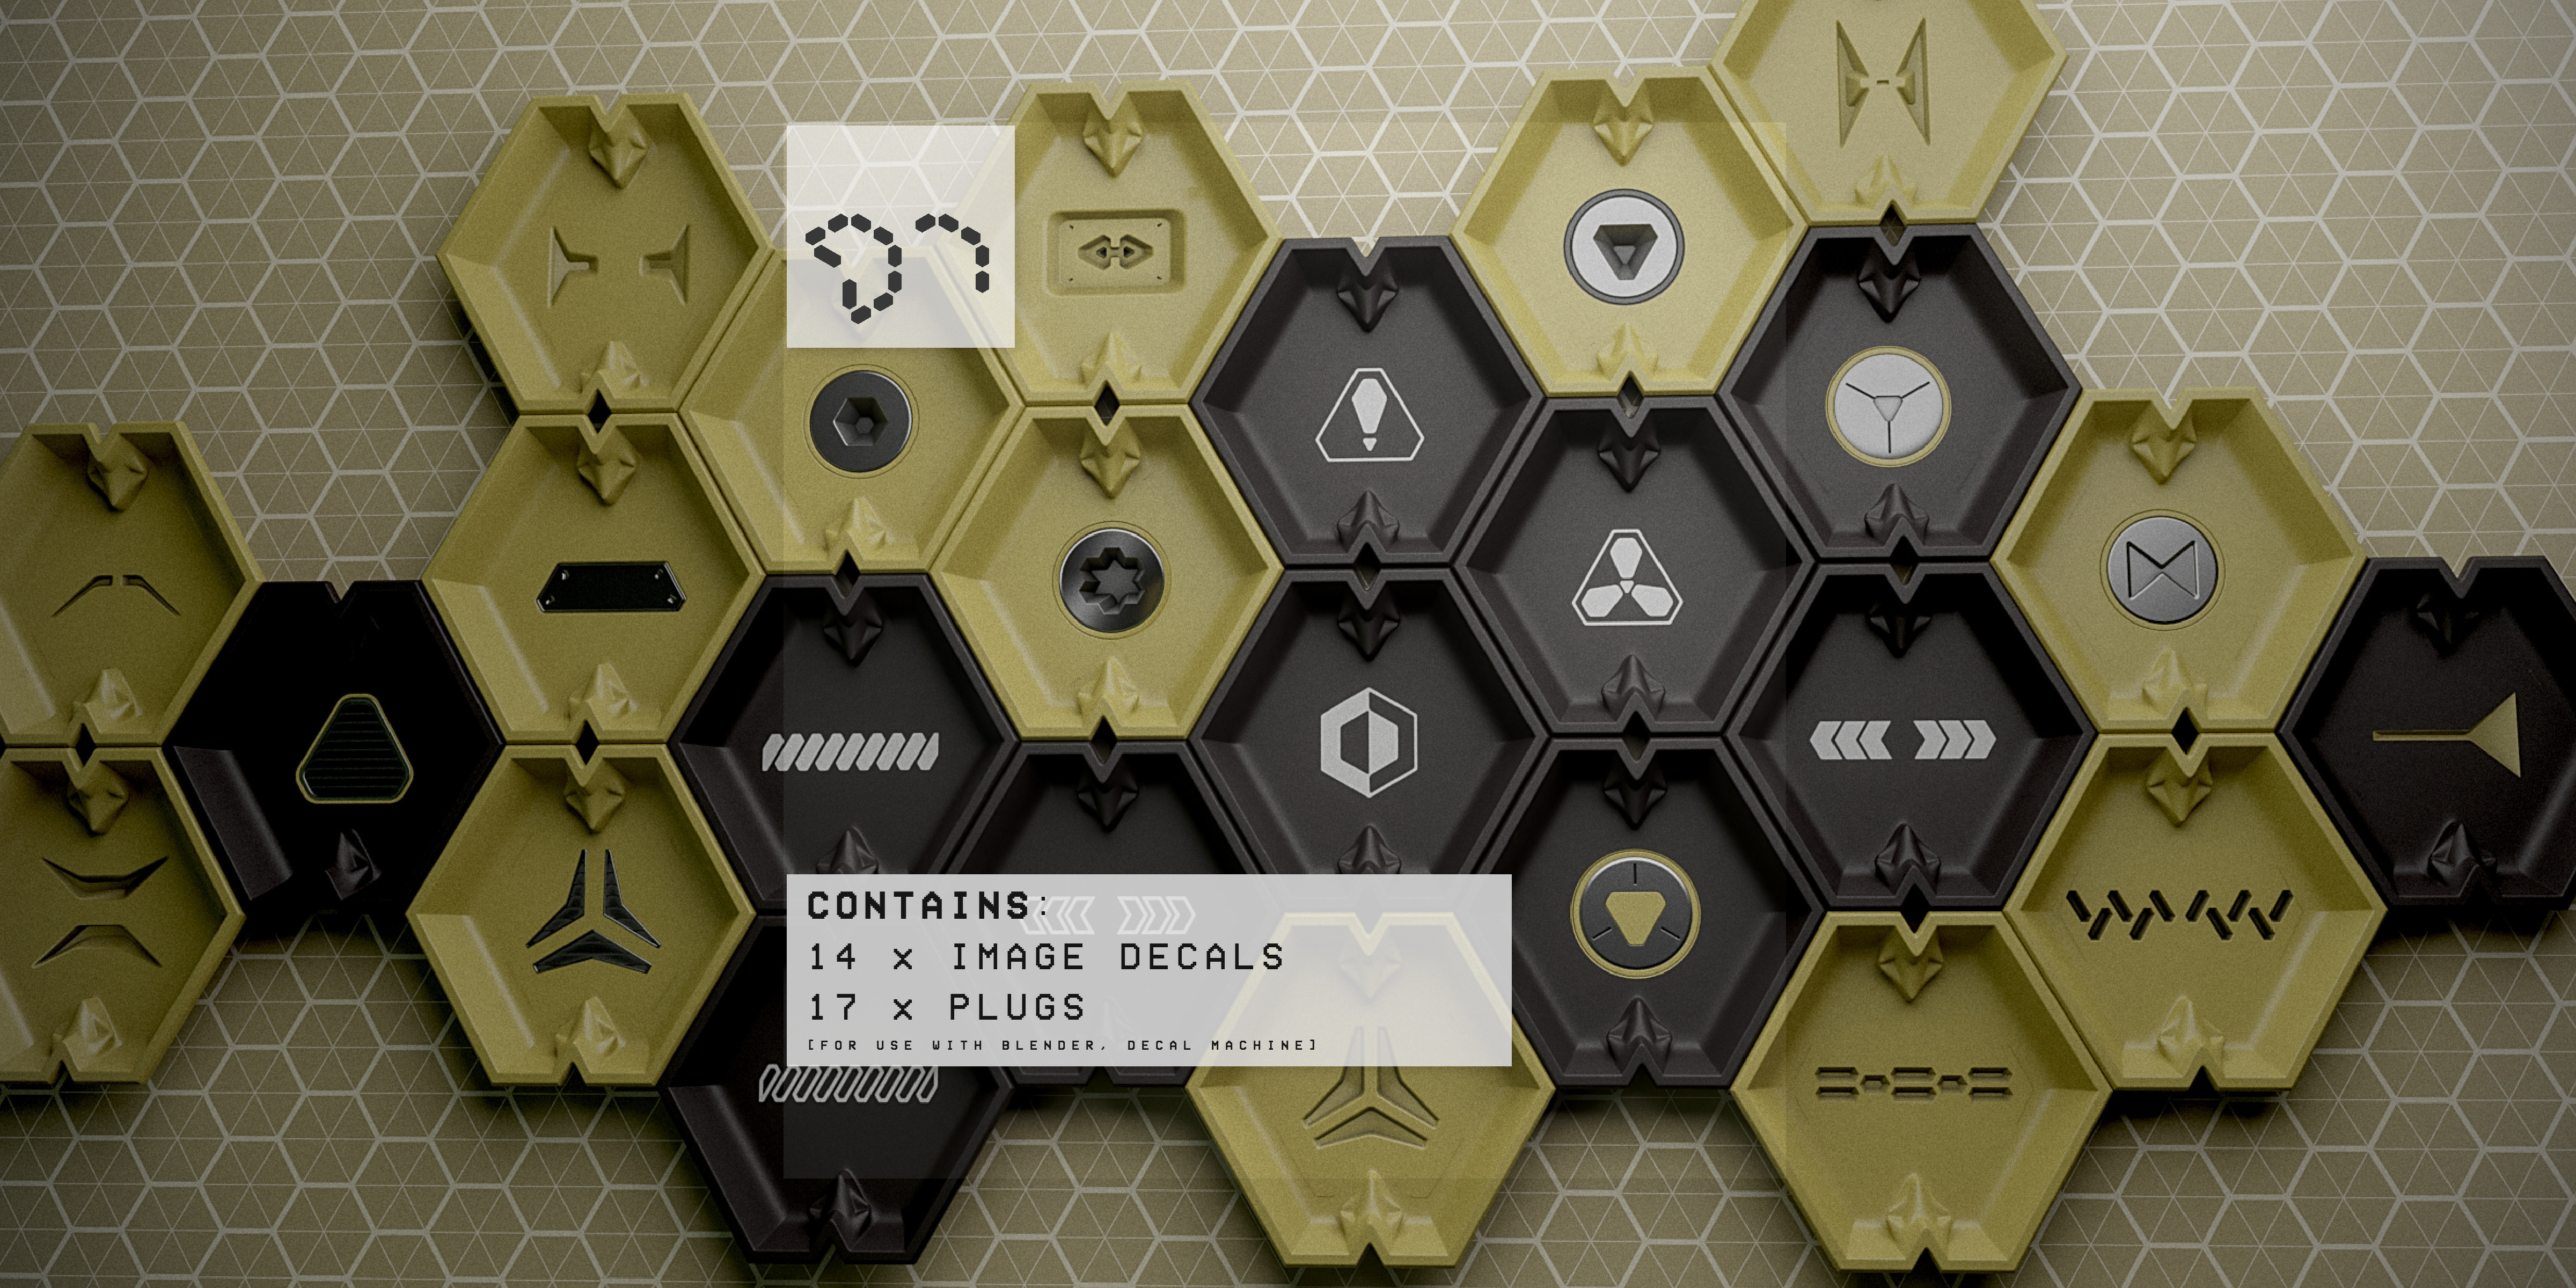 CONTAINS:
14 x IMAGE DECALS
17 x PLUGS
[FOR USE WITH BLENDER, DECAL MACHINE]